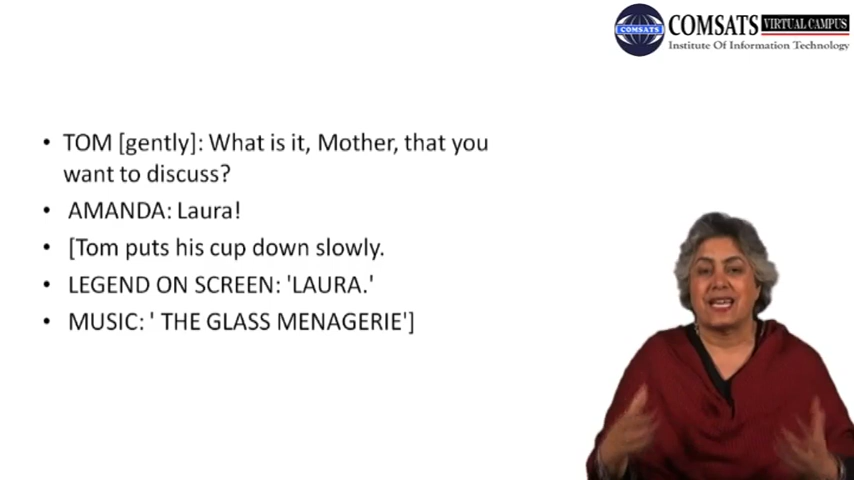 COMSATS
COMSATS VIRTUAL CAMPUS
Institute Of Information Technology
• TOM [gently]: What is it, Mother, that you
want to discuss?
• AMANDA: Laura!
• [Tom puts his cup down slowly.
• LEGEND ON SCREEN: 'LAURA.'
• MUSIC: ' THE GLASS MENAGERIE']